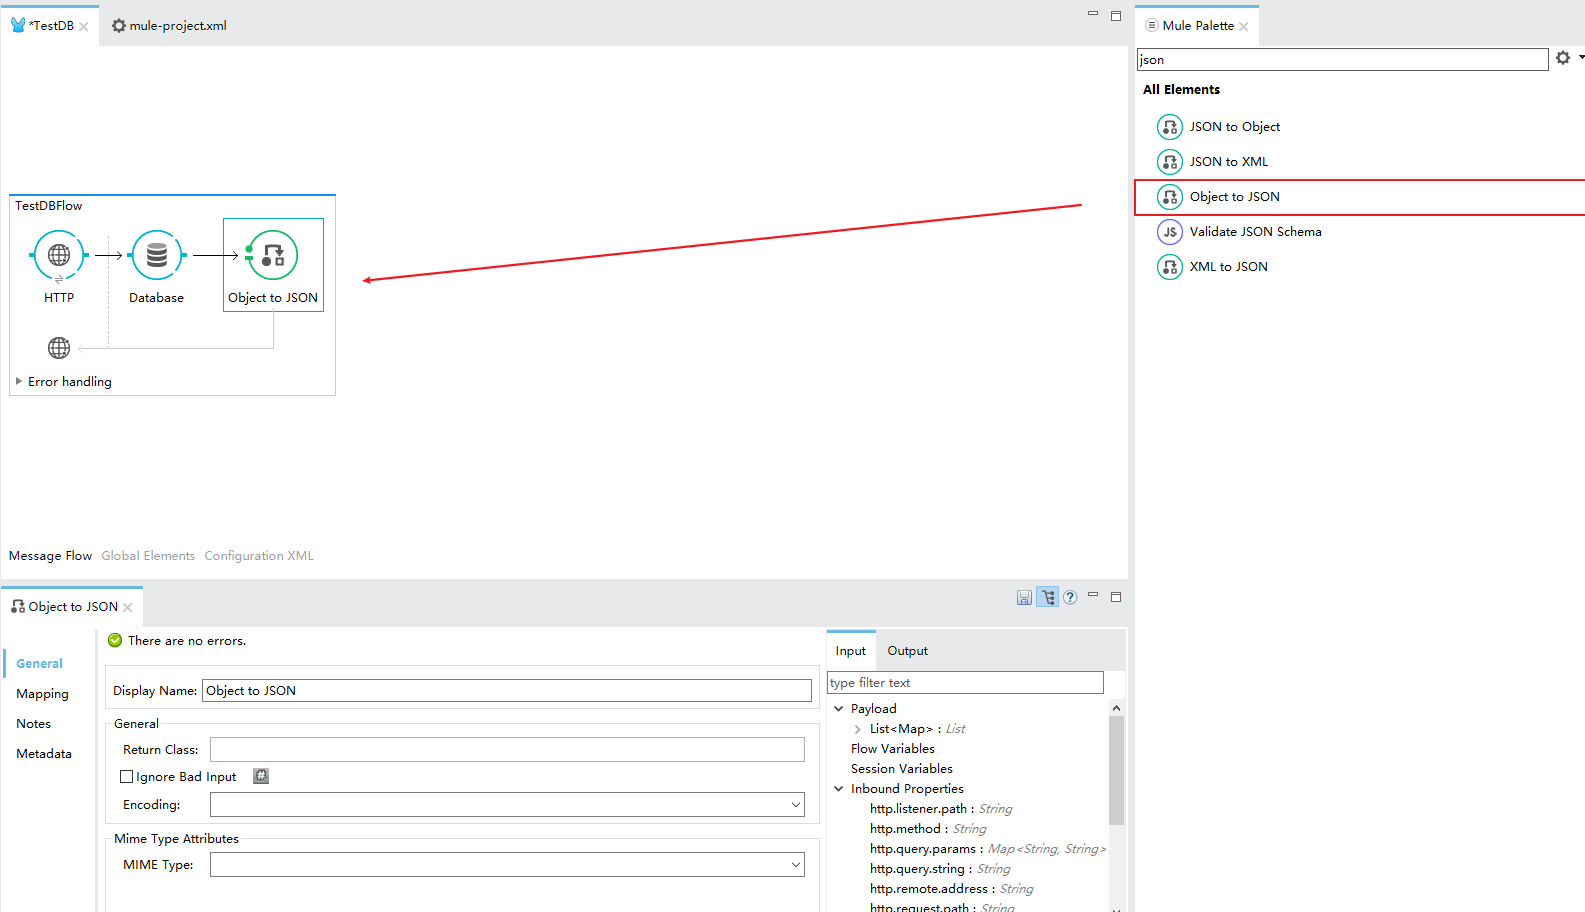 *TestDB
mule-project.xml
TestDBFlow
HTTP
Database
Object to JSON
Error handling
Message Flow
Global Elements
Configuration XML
Mule Palette
json
All Elements
JSON to Object
JSON to XML
Object to JSON
JS
Validate JSON Schema
XML to JSON
Object to JSON
General
Mapping
Notes
Metadata
There are no errors.
Display Name:
Object to JSON
General
Return Class:
Ignore Bad Input
#
Encoding:
Mime Type Attributes
MIME Type:
?
Input
Output
type filter text
Payload
List<Map> : List
Flow Variables
Session Variables
Inbound Properties
http.listener.path : String
http.method : String
http.query.params : Map<String, String>
http.query.string : String
http.remote.address : String
http.request.path : String